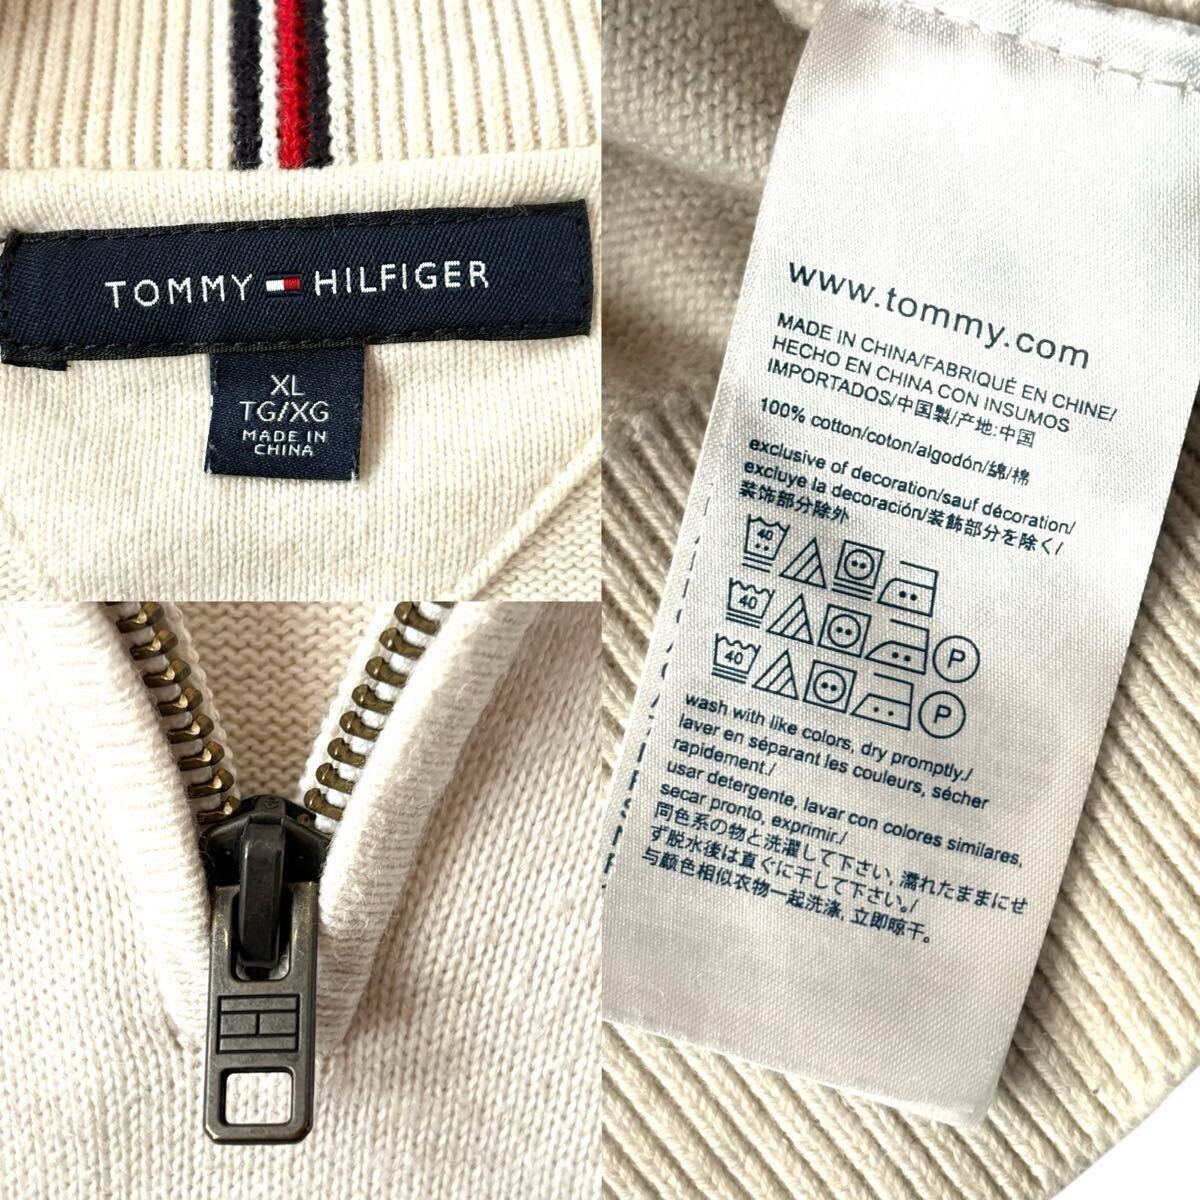 TOMMY HILFIGER
XL
TG/XG
MADE IN
CHINA
www.tommy.com
MADE IN CHINA/FABRIQUÉ EN CHINE/
HECHO EN CHINA CON INSUMOS
IMPORTADOS/中国製/产地:中国
100% cotton/coton/algodón/綿/棉
exclusive of decoration/sauf décoration/
excluye la decoración/装飾部分を除く/
装饰部分除外
40
40 P
40 P
wash with like colors, dry promptly./
laver en séparant les couleurs, sécher
rapidement./
usar detergente, lavar con colores similares,
secar pronto, exprimir./
同色系の物と洗濯して下さい, 濡れたままにせ
ず脱水後は直ぐに干して下さい。/
与颜色相似衣物一起洗涤, 立即晾干。